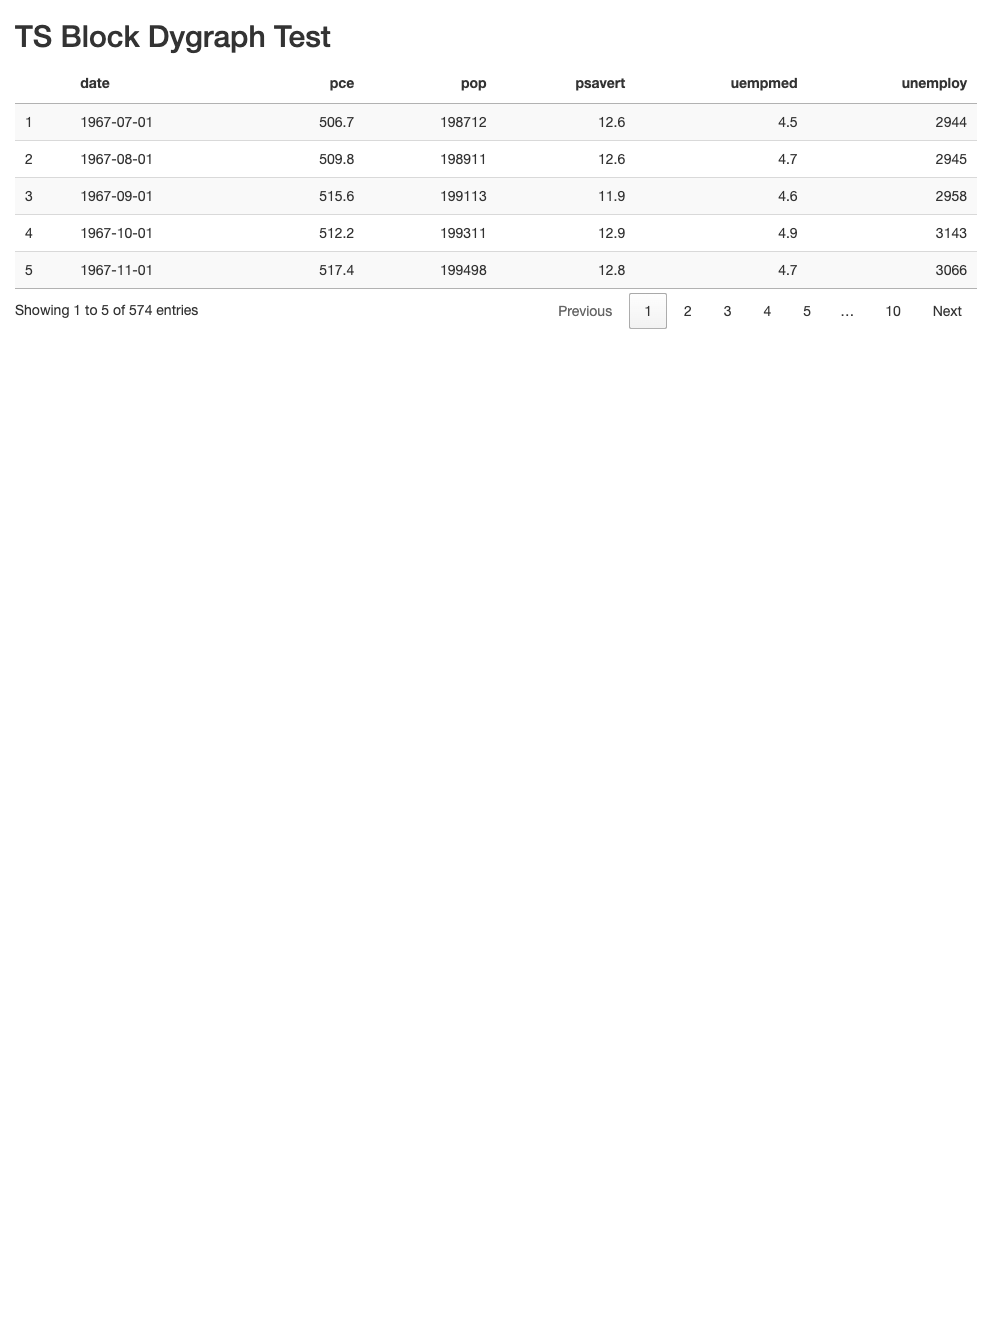 TS Block Dygraph Test
date pce pop psavert uempmed unemploy
1 1967-07-01 506.7 198712 12.6 4.5 2944
2 1967-08-01 509.8 198911 12.6 4.7 2945
3 1967-09-01 515.6 199113 11.9 4.6 2958
4 1967-10-01 512.2 199311 12.9 4.9 3143
5 1967-11-01 517.4 199498 12.8 4.7 3066
Showing 1 to 5 of 574 entries Previous 1 2 3 4 5 … 10 Next